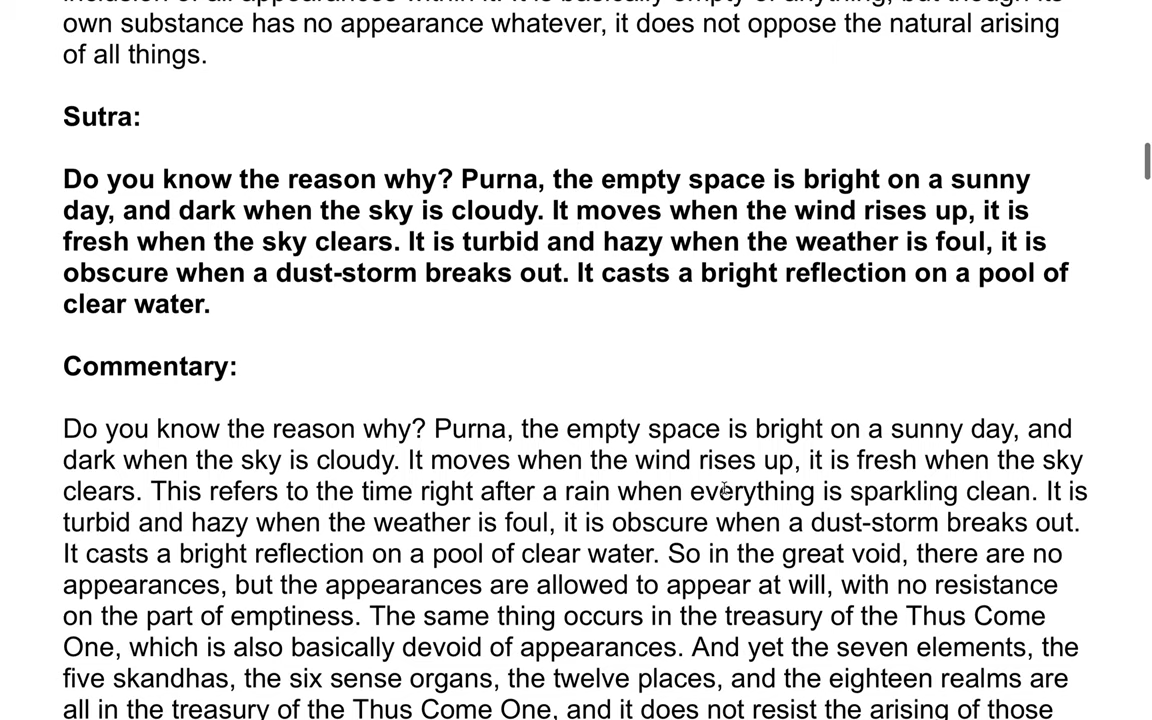 own substance has no appearance whatever, it does not oppose the natural arising
of all things.
Sutra:
Do you know the reason why? Purna, the empty space is bright on a sunny
day, and dark when the sky is cloudy. It moves when the wind rises up, it is
fresh when the sky clears. It is turbid and hazy when the weather is foul, it is
obscure when a dust-storm breaks out. It casts a bright reflection on a pool of
clear water.
Commentary:
Do you know the reason why? Purna, the empty space is bright on a sunny day, and
dark when the sky is cloudy. It moves when the wind rises up, it is fresh when the sky
clears. This refers to the time right after a rain when everything is sparkling clean. It is
turbid and hazy when the weather is foul, it is obscure when a dust-storm breaks out.
It casts a bright reflection on a pool of clear water. So in the great void, there are no
appearances, but the appearances are allowed to appear at will, with no resistance
on the part of emptiness. The same thing occurs in the treasury of the Thus Come
One, which is also basically devoid of appearances. And yet the seven elements, the
five skandhas, the six sense organs, the twelve places, and the eighteen realms are
all in the treasury of the Thus Come One, and it does not resist the arising of those